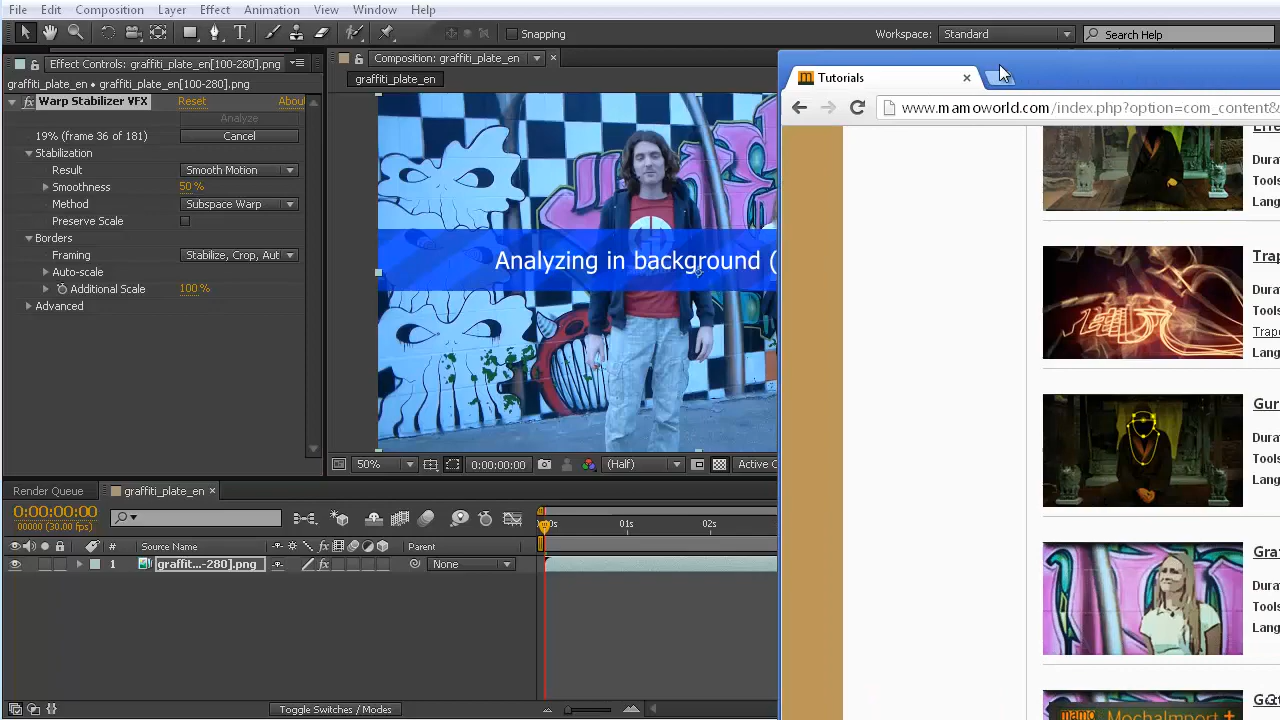 File Edit Composition Layer Effect Animation View Window Help
Snapping
Workspace: Standard
Search Help
Effect Controls: graffiti_plate_en[100-280].png
graffiti_plate_en • graffiti_plate_en[100-280].png
Warp Stabilizer VFX Reset Abou
Analyze
19% (frame 36 of 181) Cancel
Stabilization
Result Smooth Motion
Smoothness 50 %
Method Subspace Warp
Preserve Scale
Borders
Framing Stabilize, Crop, Aut
Auto-scale
Additional Scale 100 %
Advanced
Composition: graffiti_plate_en
graffiti_plate_en
Analyzing in background (
50% 0:00:00:00 (Half) Active C
Tutorials
www.mamoworld.com/index.php?option=com_content&
Dura
Tools
Lang
Trap
Dura
Tools
Trapc
Lang
Gur
Dura
Tools
Lang
Gra
Dura
Tools
Lang
mamo
MochaImport +
Render Queue graffiti_plate_en
0:00:00:00
00000 (30.00 fps)
:00s 01s 02s
# Source Name Parent
1 [graffit...-280].png None
Toggle Switches / Modes